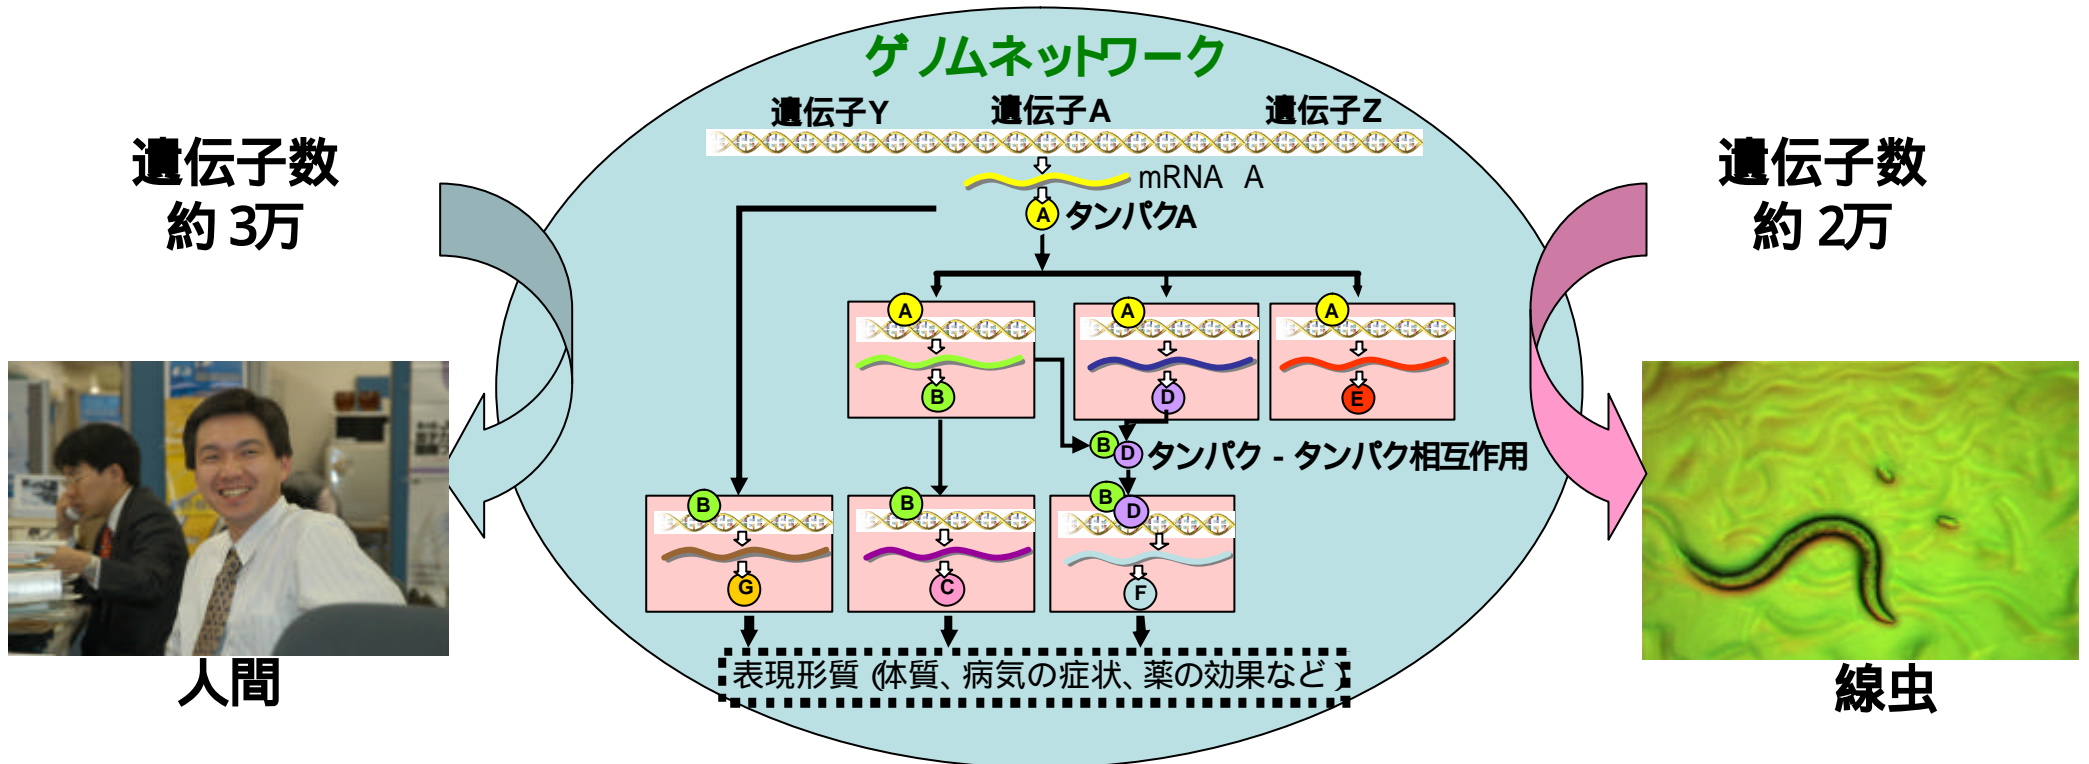 ゲノムネットワーク
遺伝子Y
遺伝子A
遺伝子Z
遺伝子数
約3万
遺伝子数
約2万
mRNA A
A
タンパクA
A
A
A
B
D
E
B
D
タンパク - タンパク相互作用
B
B
B
D
G
C
F
表現形質(体質、病気の症状、薬の効果など)
人間
線虫